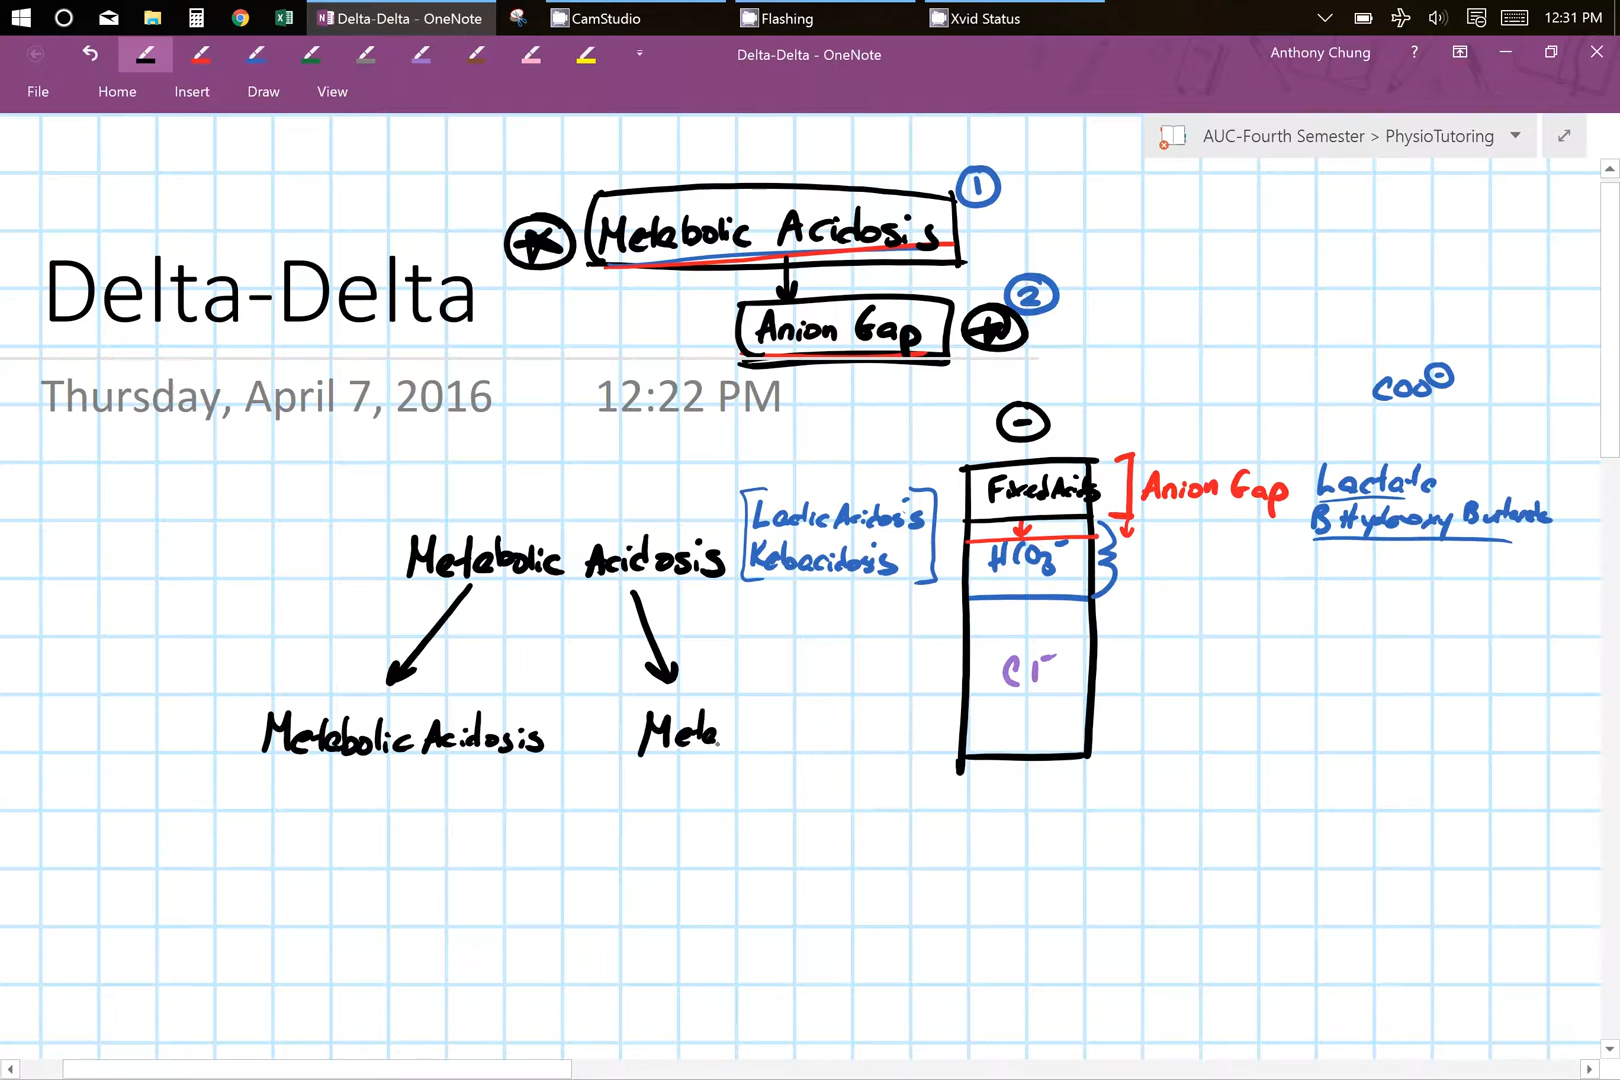 Delta-Delta - OneNote
CamStudio
Flashing
Xvid Status
12:31 PM
Delta-Delta - OneNote
Anthony Chung
?
File
Home
Insert
Draw
View
AUC-Fourth Semester > PhysioTutoring
Metabolic Acidosis
1
Delta-Delta
Anion Gap
2
Thursday, April 7, 2016
12:22 PM
COO-
-
Fixed Acids
Anion Gap
Lactate
B Hydroxy Buterate
Lactic Acidosis
Ketoacidosis
Metabolic Acidosis
HCO3-
Cl-
Metabolic Acidosis
Meta